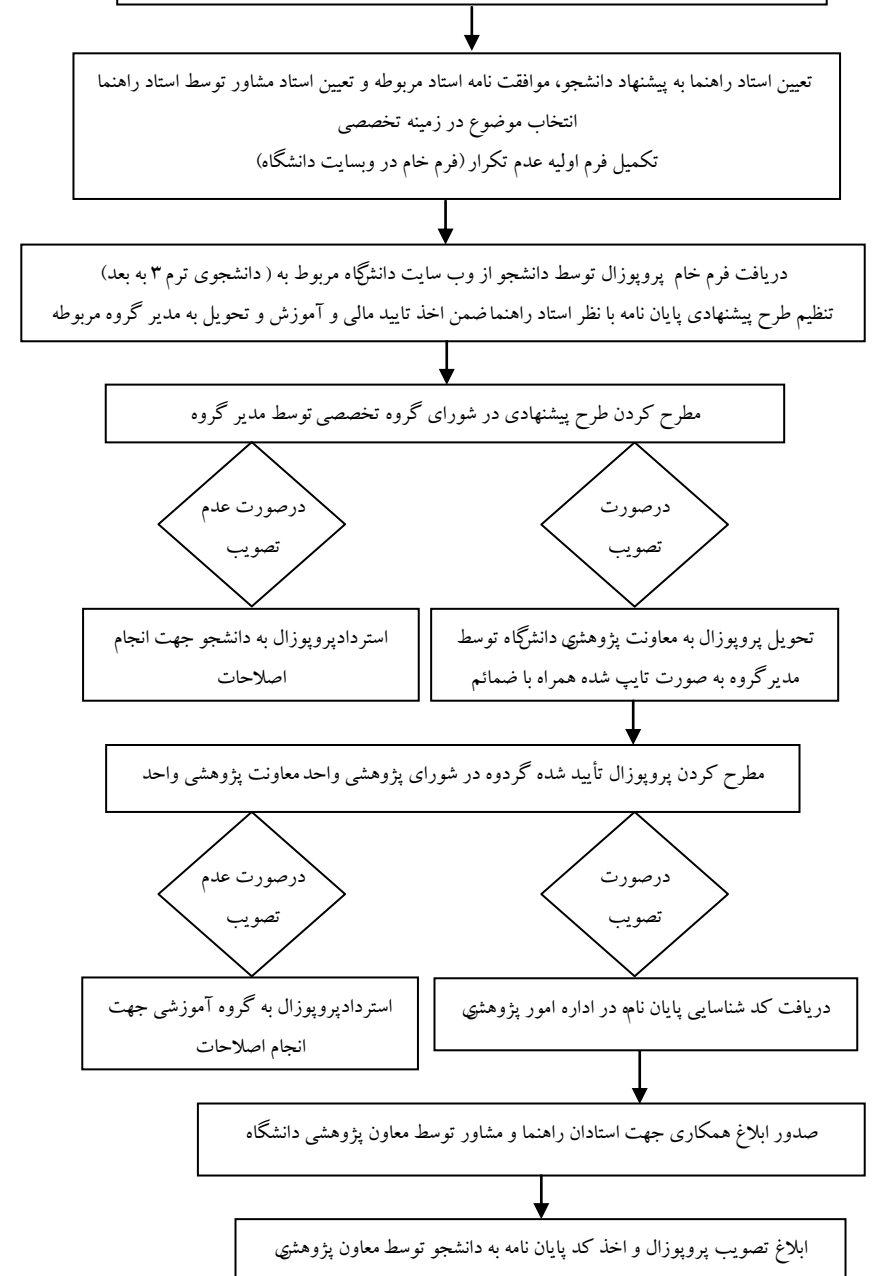 تعیین استاد راهنما به پیشنهاد دانشجو، موافقت نامه استاد مربوطه و تعیین استاد مشاور توسط استاد راهنما
انتخاب موضوع در زمینه تخصصی
تکمیل فرم اولیه عدم تکرار (فرم خام در وبسایت دانشگاه)
دریافت فرم خام پروپوزال توسط دانشجو از وب سایت دانشگاه مربوط به ( دانشجوی ترم ۳ به بعد)
تنظیم طرح پیشنهادی پایان نامه با نظر استاد راهنما ضمن اخذ تایید مالی و آموزش و تحویل به مدیر گروه مربوطه
مطرح کردن طرح پیشنهادی در شورای گروه تخصصی توسط مدیر گروه
درصورت
تصویب
درصورت عدم
تصویب
تحویل پروپوزال به معاونت پژوهشی دانشگاه توسط
مدیرگروه به صورت تایپ شده همراه با ضمائم
استردادپروپوزال به دانشجو جهت انجام
اصلاحات
مطرح کردن پروپوزال تأیید شده گردوه در شورای پژوهشی واحد معاونت پژوهشی واحد
درصورت
تصویب
درصورت عدم
تصویب
دریافت کد شناسایی پایان نامه در اداره امور پژوهشی
استردادپروپوزال به گروه آموزشی جهت
انجام اصلاحات
صدور ابلاغ همکاری جهت استادان راهنما و مشاور توسط معاون پژوهشی دانشگاه
ابلاغ تصویب پروپوزال و اخذ کد پایان نامه به دانشجو توسط معاون پژوهشی